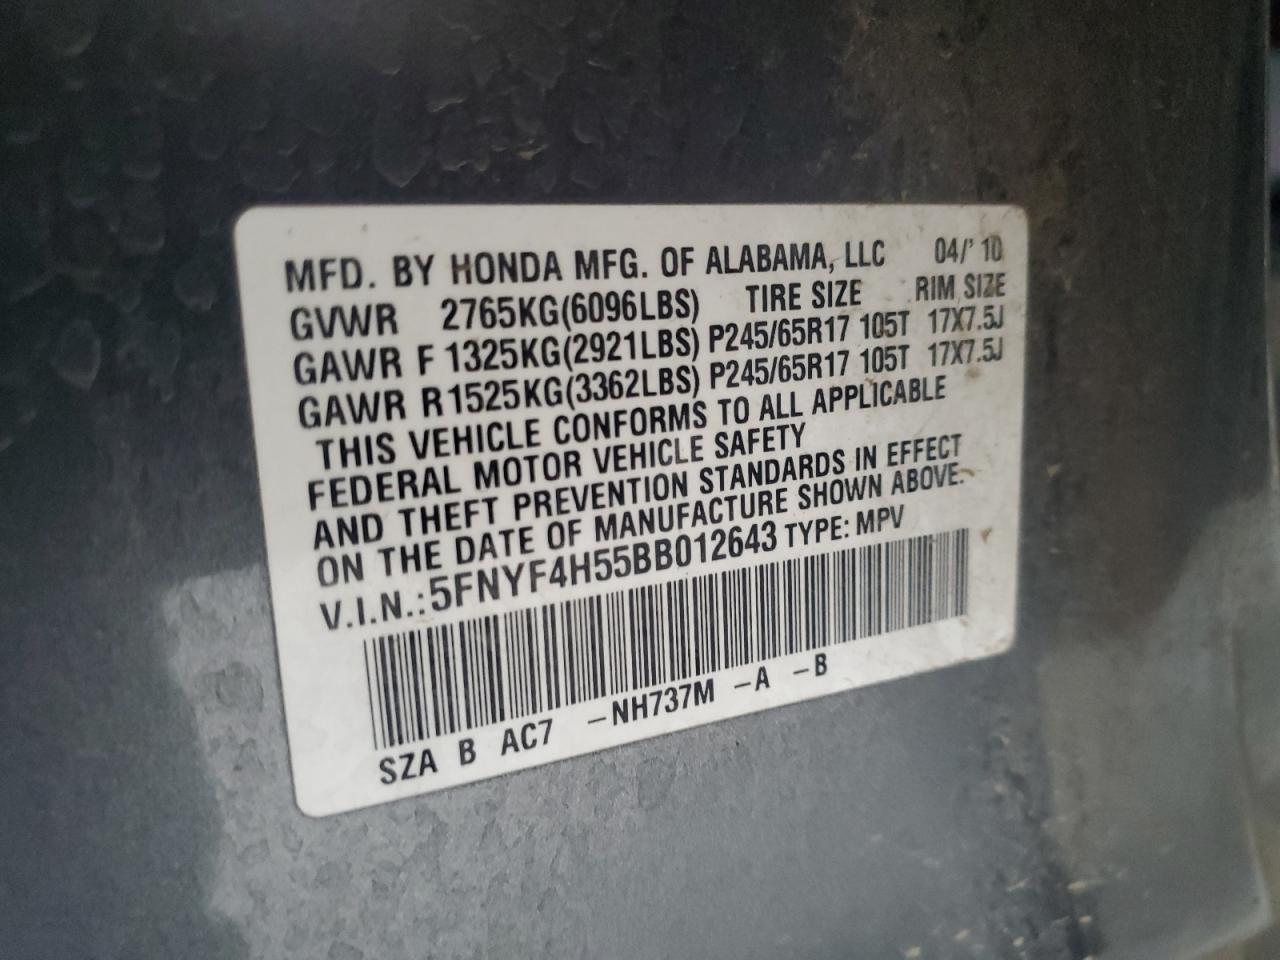 MFD. BY HONDA MFG. OF ALABAMA, LLC 04/' 10
GVWR 2765KG(6096LBS) TIRE SIZE RIM SIZE
GAWR F 1325KG(2921LBS) P245/65R17 105T 17X7.5J
GAWR R 1525KG(3362LBS) P245/65R17 105T 17X7.5J
THIS VEHICLE CONFORMS TO ALL APPLICABLE
FEDERAL MOTOR VEHICLE SAFETY
AND THEFT PREVENTION STANDARDS IN EFFECT
ON THE DATE OF MANUFACTURE SHOWN ABOVE.
V.I.N.: 5FNYF4H55BB012643 TYPE: MPV
SZA B AC7 -NH737M -A -B